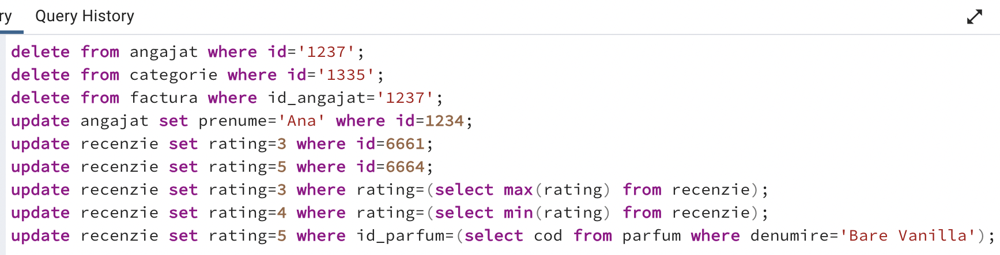 ry Query History
delete from angajat where id='1237';
delete from categorie where id='1335';
delete from factura where id_angajat='1237';
update angajat set prenume='Ana' where id=1234;
update recenzie set rating=3 where id=6661;
update recenzie set rating=5 where id=6664;
update recenzie set rating=3 where rating=(select max(rating) from recenzie);
update recenzie set rating=4 where rating=(select min(rating) from recenzie);
update recenzie set rating=5 where id_parfum=(select cod from parfum where denumire='Bare Vanilla');